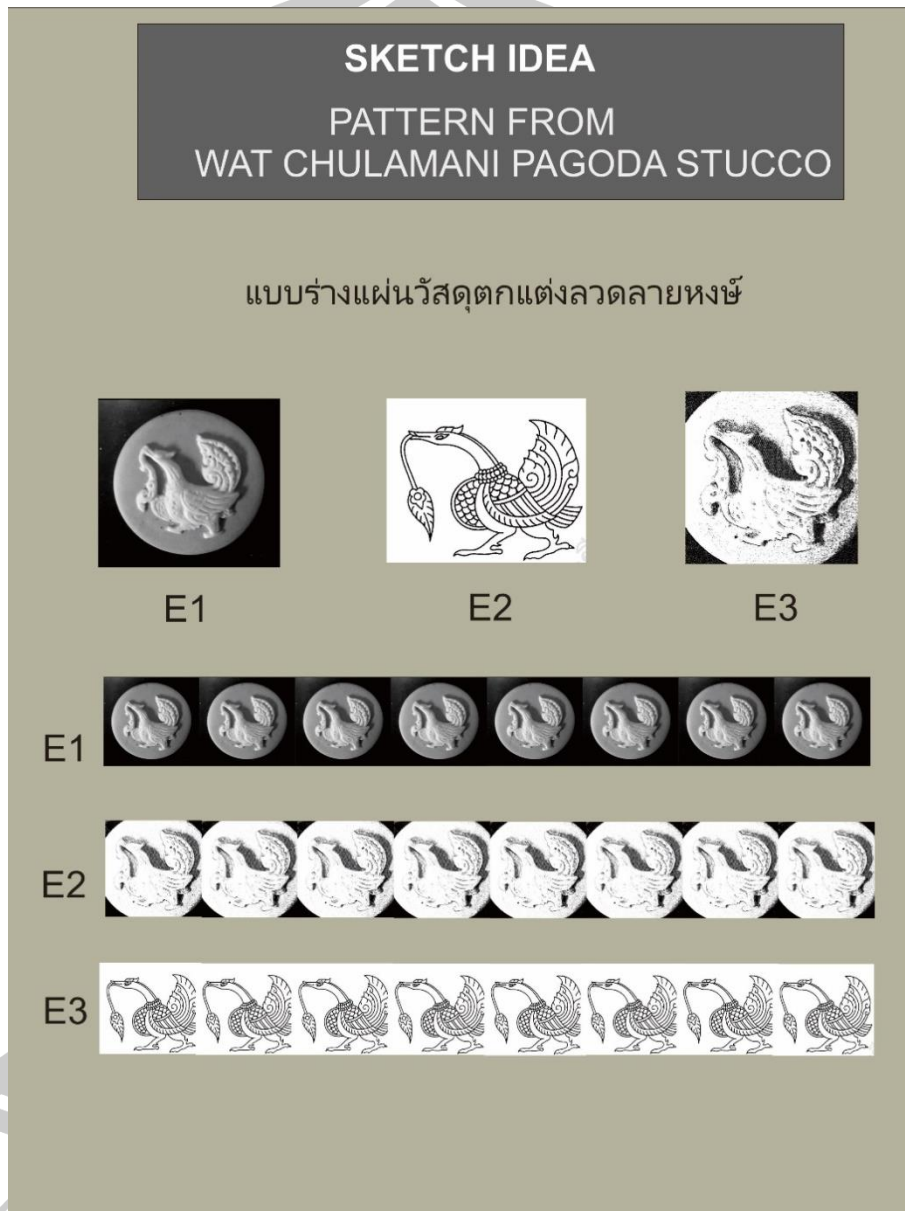 SKETCH IDEA
PATTERN FROM
WAT CHULAMANI PAGODA STUCCO
แบบร่างแผ่นวัสดุตกแต่งลวดลายหงษ์
E1
E2
E3
E1
E2
E3